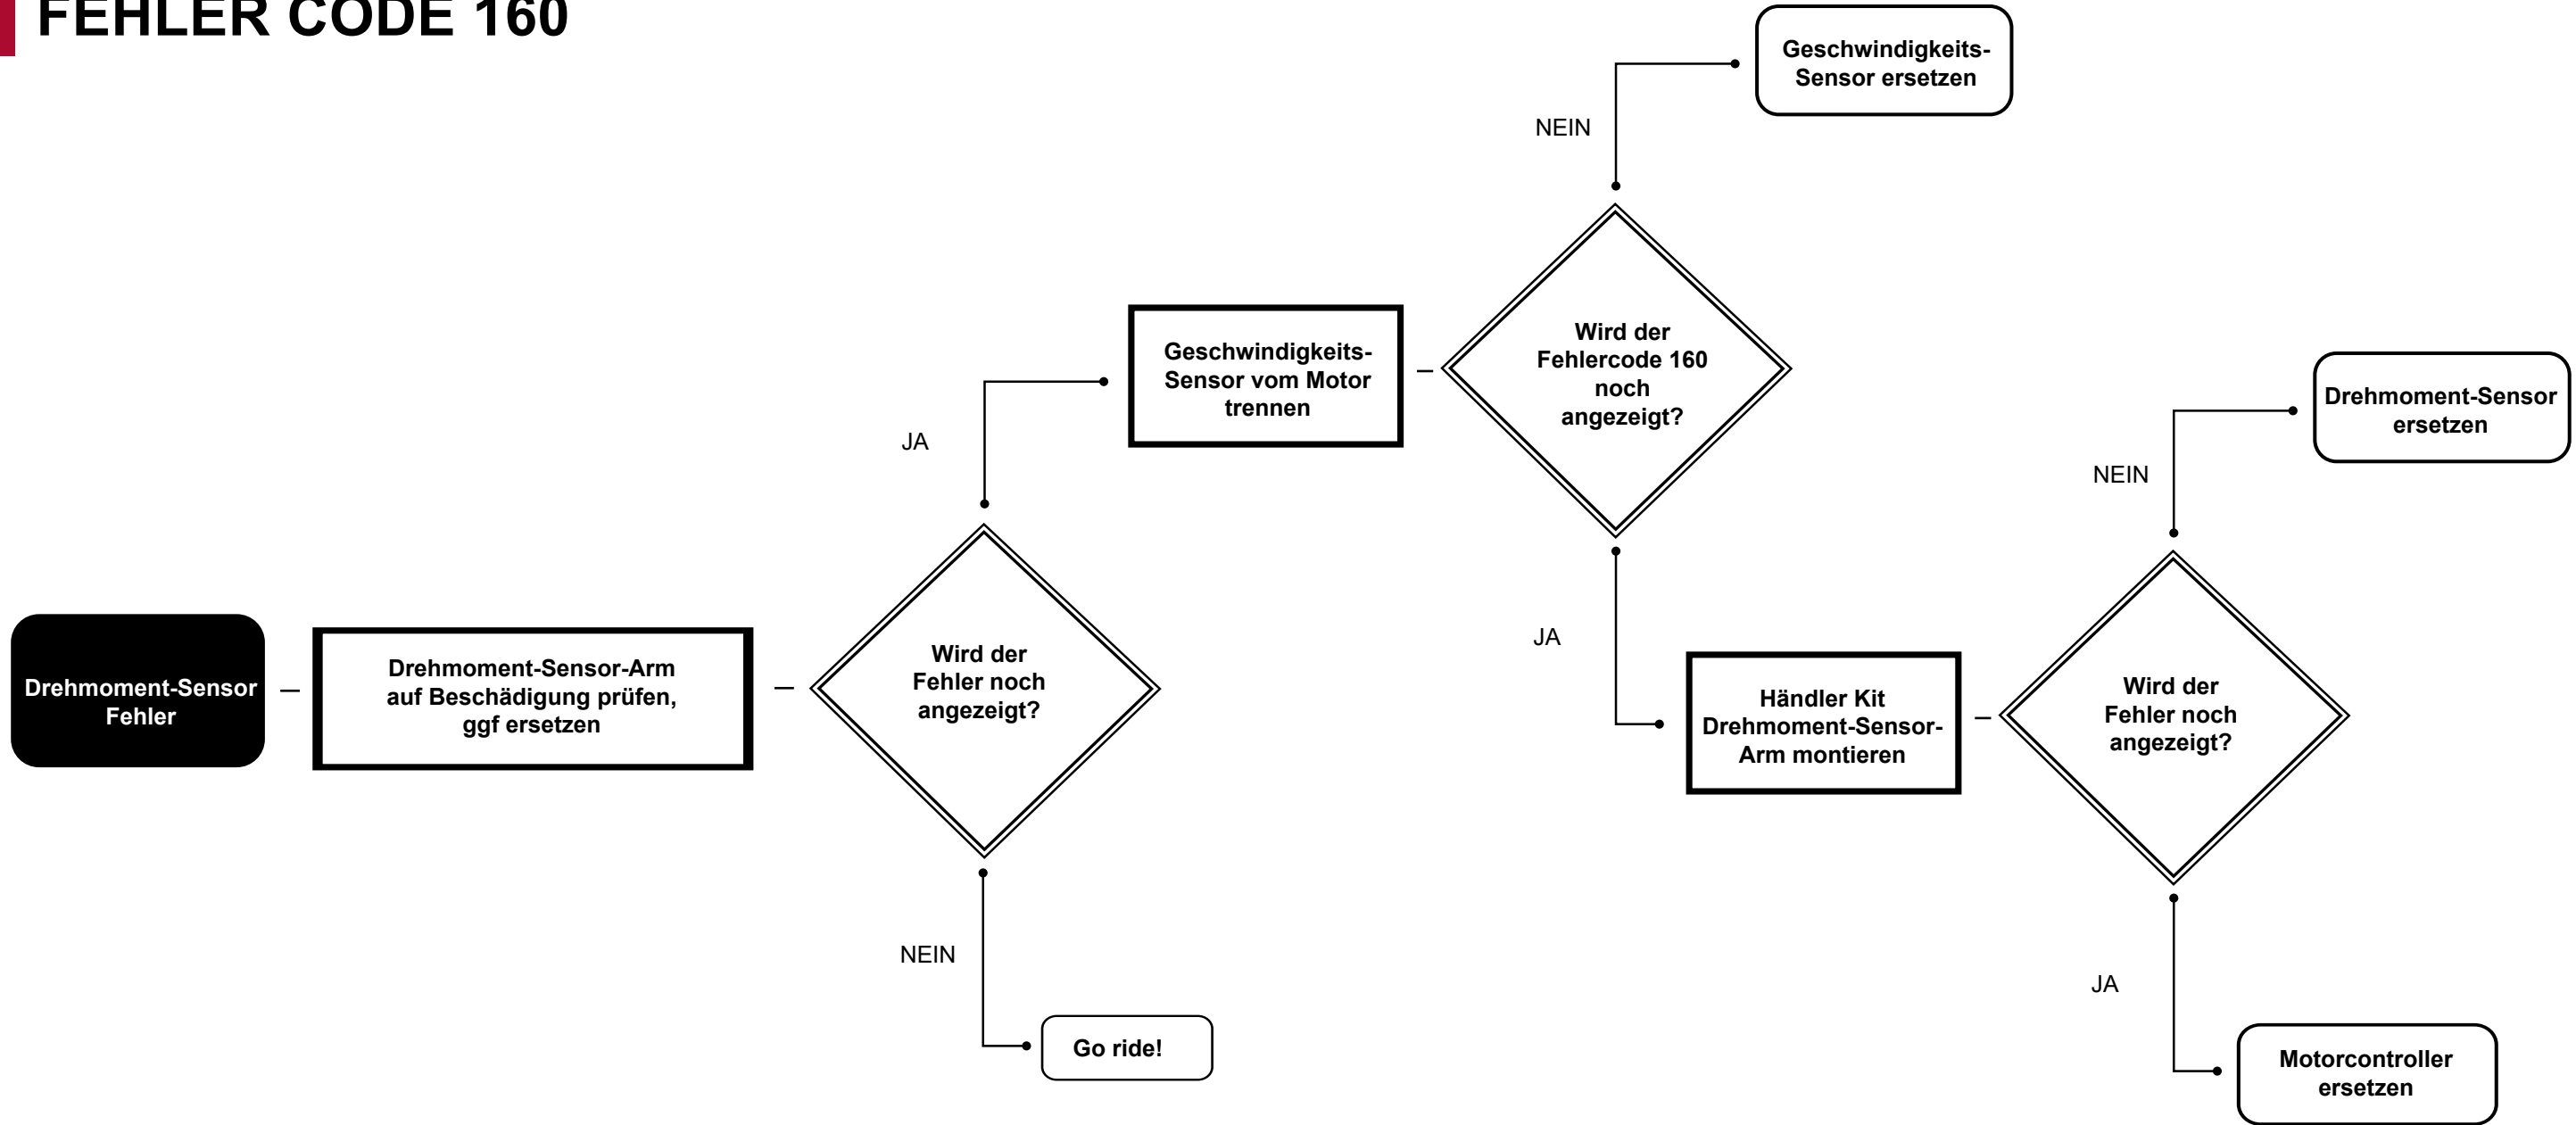 FEHLER CODE 160
Geschwindigkeits-
Sensor ersetzen
NEIN
Geschwindigkeits-
Sensor vom Motor
trennen
Wird der
Fehlercode 160
noch
angezeigt?
Drehmoment-Sensor
ersetzen
JA
NEIN
Drehmoment-Sensor
Fehler
Drehmoment-Sensor-Arm
auf Beschädigung prüfen,
ggf ersetzen
Wird der
Fehler noch
angezeigt?
JA
Händler Kit
Drehmoment-Sensor-
Arm montieren
Wird der
Fehler noch
angezeigt?
NEIN
JA
Go ride!
Motorcontroller
ersetzen